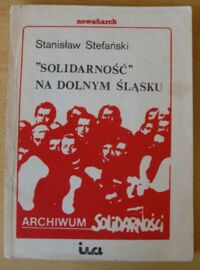 nowa&arch
Stanisław Stefański
"SOLIDARNOŚĆ"
NA DOLNYM ŚLĄSKU
ARCHIWUM SOLIDARNOŚCI